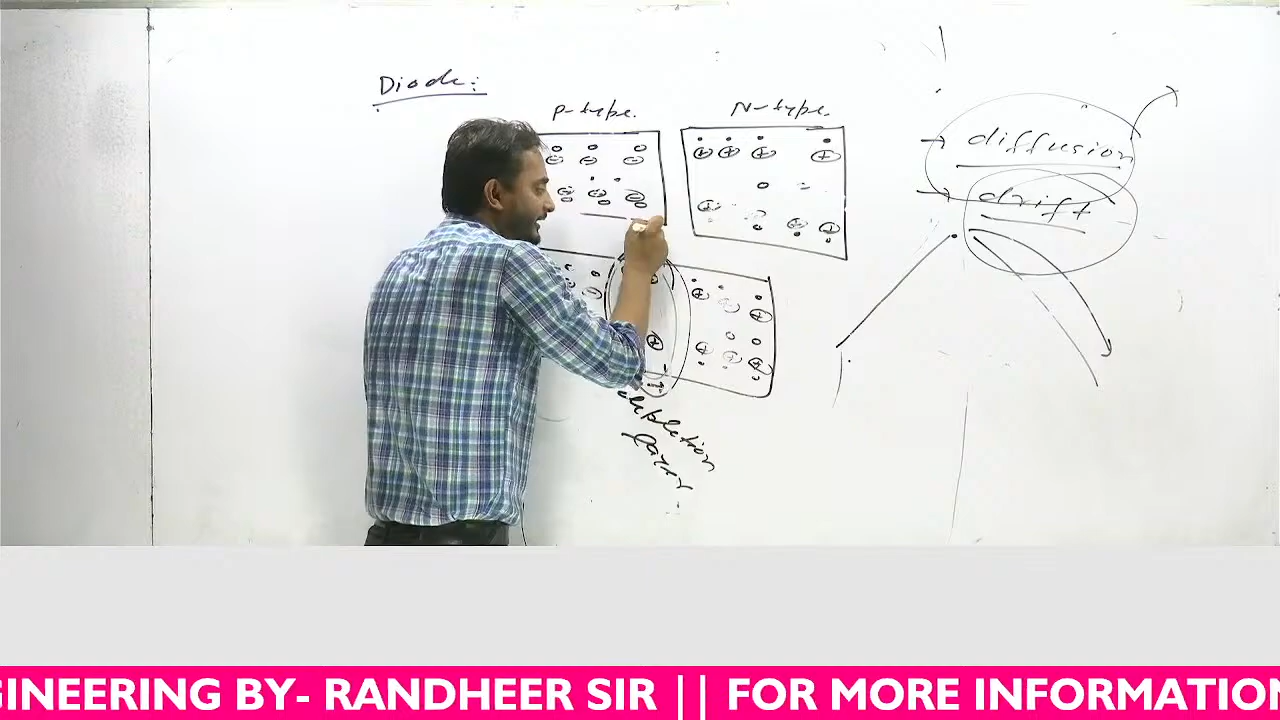 Diode:
P-type.
N-type.
diffusion
drift
depletion
layer
GINEERING BY- RANDHEER SIR || FOR MORE INFORMATION